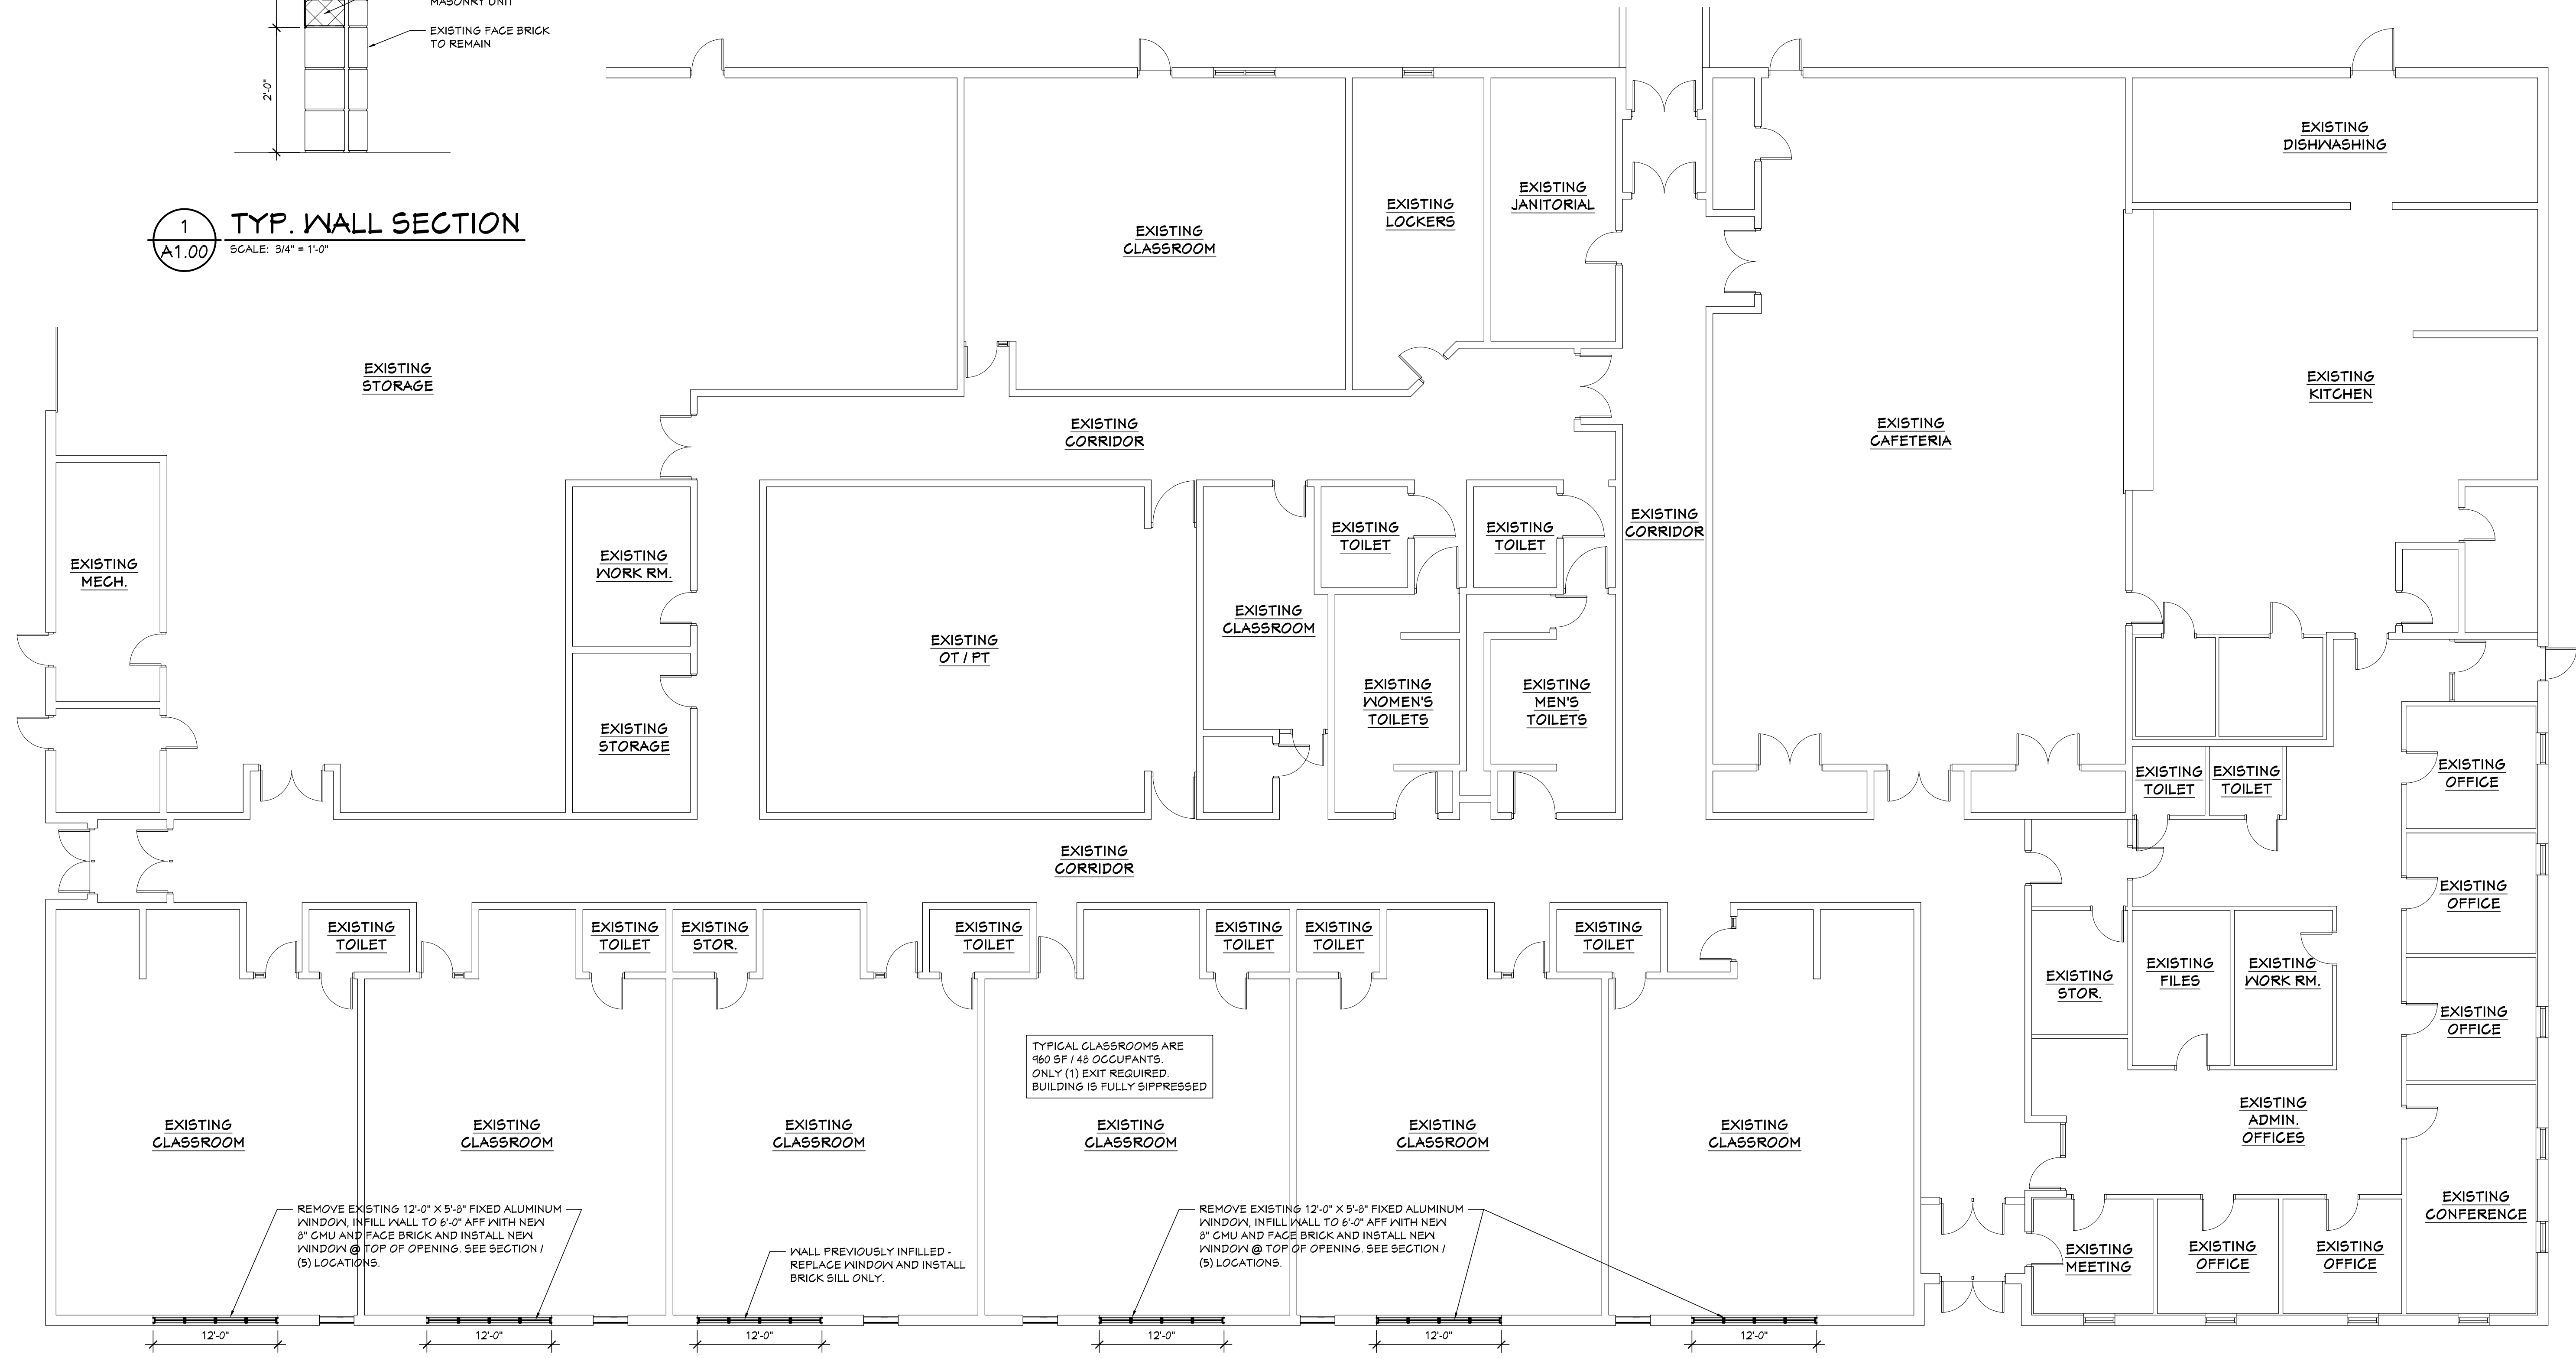 MASONRY UNIT
EXISTING FACE BRICK
TO REMAIN
2'-0"
1
A1.00
TYP. WALL SECTION
SCALE: 3/4" = 1'-0"
EXISTING
STORAGE
EXISTING
CLASSROOM
EXISTING
LOCKERS
EXISTING
JANITORIAL
EXISTING
DISHWASHING
EXISTING
KITCHEN
EXISTING
CAFETERIA
EXISTING
CORRIDOR
EXISTING
CORRIDOR
EXISTING
MECH.
EXISTING
WORK RM.
EXISTING
STORAGE
EXISTING
OT / PT
EXISTING
CLASSROOM
EXISTING
TOILET
EXISTING
TOILET
EXISTING
WOMEN'S
TOILETS
EXISTING
MEN'S
TOILETS
EXISTING
TOILET
EXISTING
TOILET
EXISTING
OFFICE
EXISTING
CORRIDOR
EXISTING
OFFICE
EXISTING
TOILET
EXISTING
TOILET
EXISTING
STOR.
EXISTING
TOILET
EXISTING
TOILET
EXISTING
TOILET
EXISTING
TOILET
EXISTING
STOR.
EXISTING
FILES
EXISTING
WORK RM.
EXISTING
OFFICE
TYPICAL CLASSROOMS ARE
960 SF / 48 OCCUPANTS.
ONLY (1) EXIT REQUIRED.
BUILDING IS FULLY SIPPRESSED
EXISTING
CLASSROOM
EXISTING
CLASSROOM
EXISTING
CLASSROOM
EXISTING
CLASSROOM
EXISTING
CLASSROOM
EXISTING
CLASSROOM
EXISTING
ADMIN.
OFFICES
EXISTING
CONFERENCE
REMOVE EXISTING 12'-0" X 5'-8" FIXED ALUMINUM
WINDOW, INFILL WALL TO 6'-0" AFF WITH NEW
8" CMU AND FACE BRICK AND INSTALL NEW
WINDOW @ TOP OF OPENING. SEE SECTION /
(5) LOCATIONS.
WALL PREVIOUSLY INFILLED -
REPLACE WINDOW AND INSTALL
BRICK SILL ONLY.
REMOVE EXISTING 12'-0" X 5'-8" FIXED ALUMINUM
WINDOW, INFILL WALL TO 6'-0" AFF WITH NEW
8" CMU AND FACE BRICK AND INSTALL NEW
WINDOW @ TOP OF OPENING. SEE SECTION /
(5) LOCATIONS.
EXISTING
MEETING
EXISTING
OFFICE
EXISTING
OFFICE
12'-0"
12'-0"
12'-0"
12'-0"
12'-0"
12'-0"